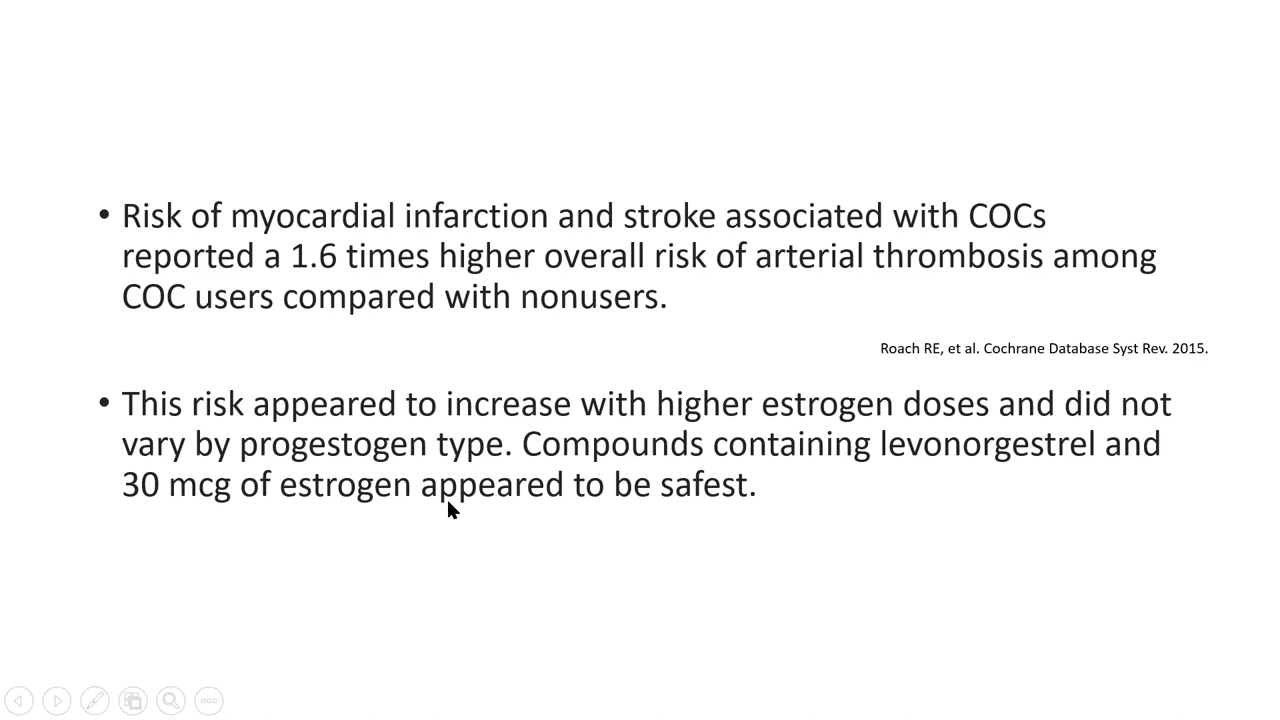 • Risk of myocardial infarction and stroke associated with COCs
reported a 1.6 times higher overall risk of arterial thrombosis among
COC users compared with nonusers.
Roach RE, et al. Cochrane Database Syst Rev. 2015.
• This risk appeared to increase with higher estrogen doses and did not
vary by progestogen type. Compounds containing levonorgestrel and
30 mcg of estrogen appeared to be safest.